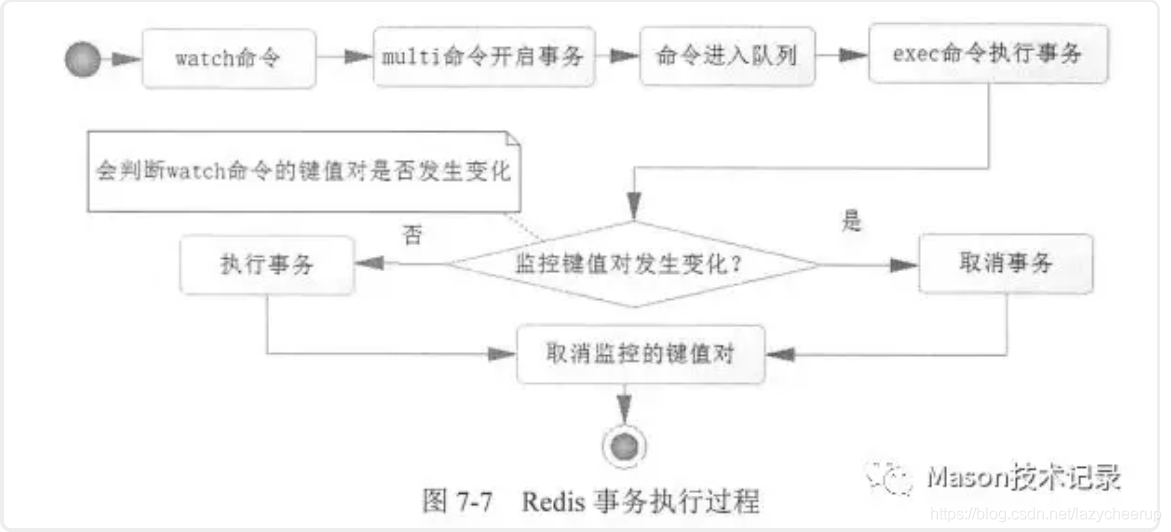 watch命令
multi命令开启事务
命令进入队列
exec命令执行事务
会判断watch命令的键值对是否发生变化
否
是
执行事务
监控键值对发生变化?
取消事务
取消监控的键值对
图 7-7 Redis 事务执行过程
Mason技术记录
https://blog.csdn.net/lazycheerup